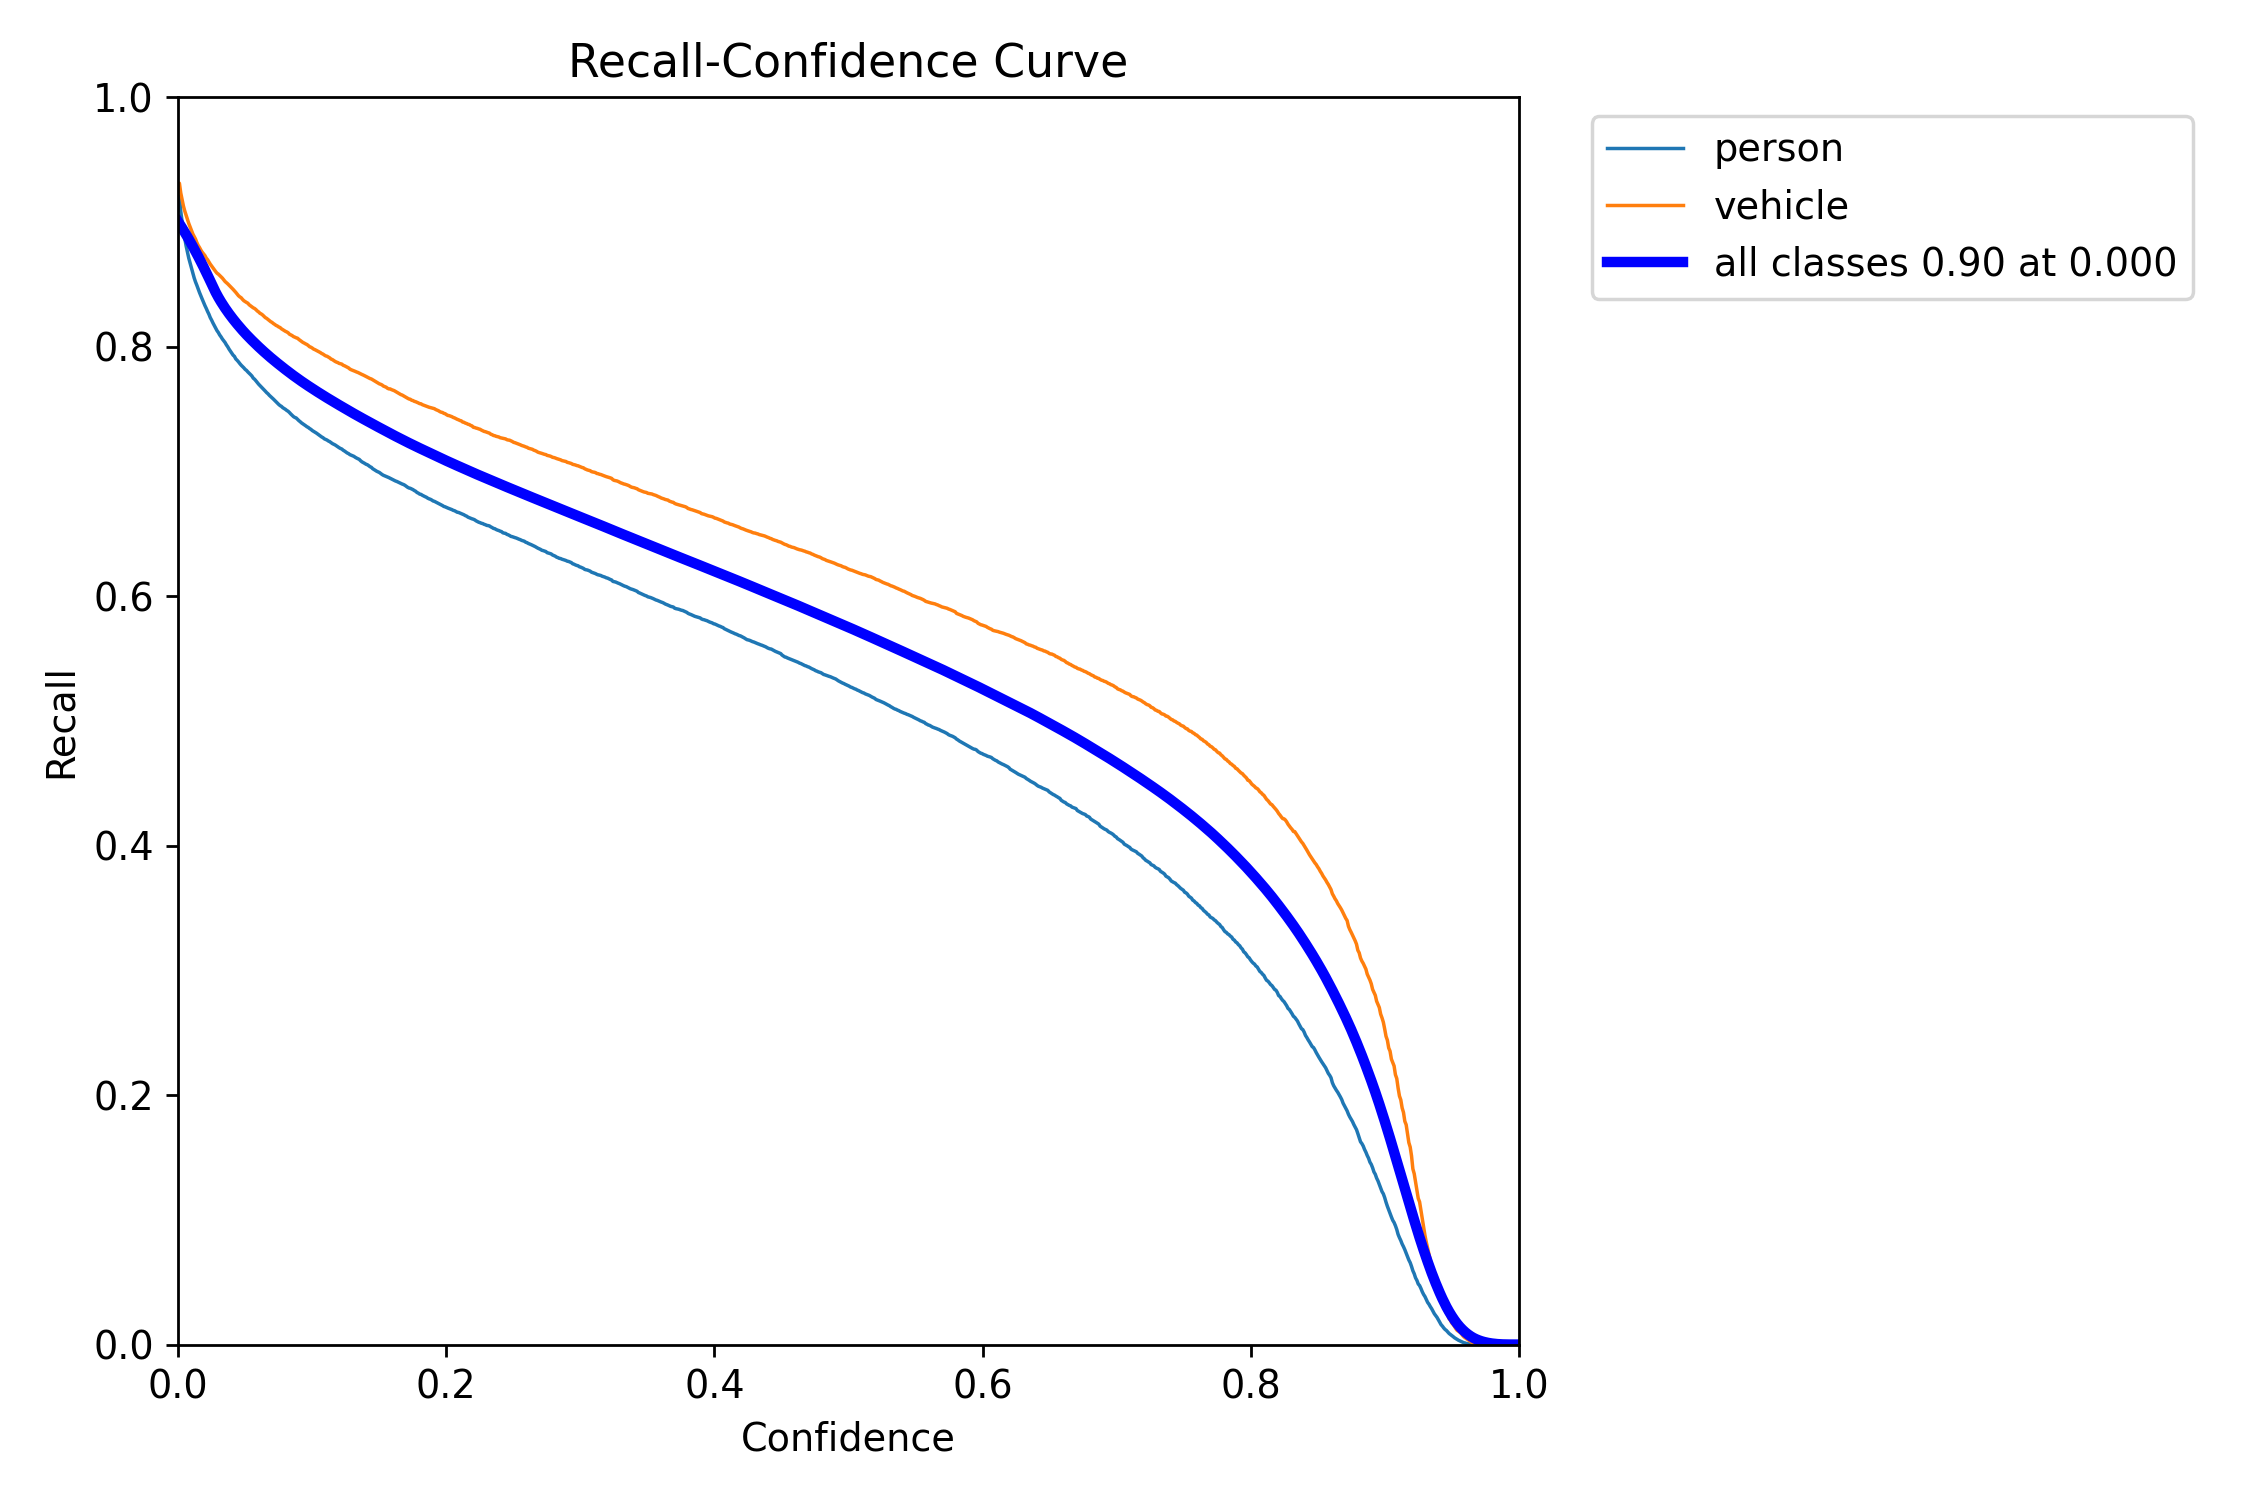 Recall-Confidence Curve
1.0
0.8
0.6
0.4
0.2
0.0
Recall
0.0 0.2 0.4 0.6 0.8 1.0
Confidence
person
vehicle
all classes 0.90 at 0.000